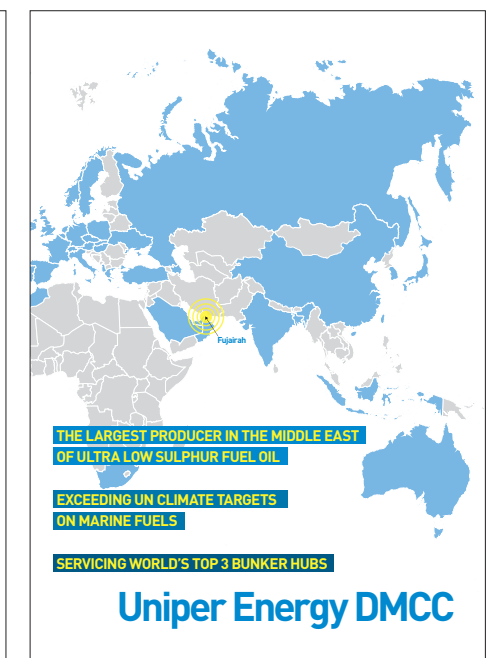 Fujairah
THE LARGEST PRODUCER IN THE MIDDLE EAST
OF ULTRA LOW SULPHUR FUEL OIL
EXCEEDING UN CLIMATE TARGETS
ON MARINE FUELS
SERVICING WORLD'S TOP 3 BUNKER HUBS
Uniper Energy DMCC